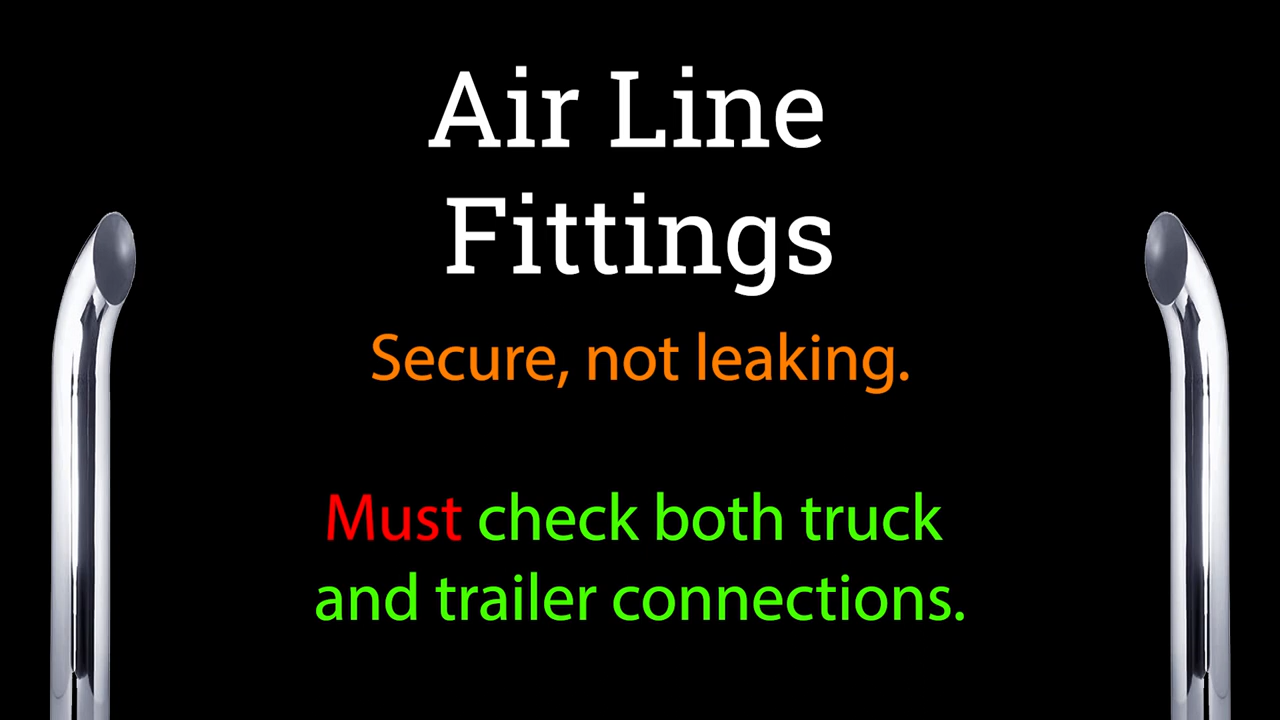 Air Line
Fittings
Secure, not leaking.
Must check both truck
and trailer connections.